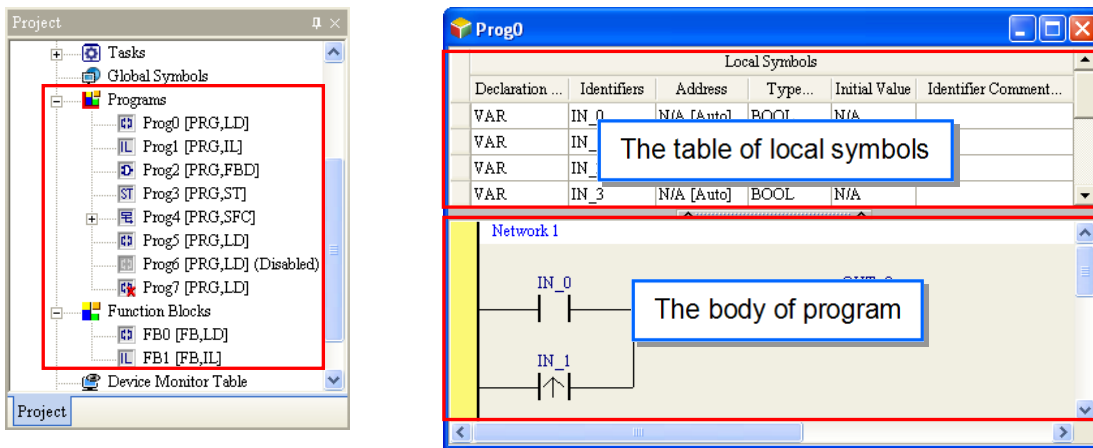 Project
Tasks
Global Symbols
Programs
Prog0 [PRG,LD]
IL Prog1 [PRG,IL]
Prog2 [PRG,FBD]
ST Prog3 [PRG,ST]
Prog4 [PRG,SFC]
Prog5 [PRG,LD]
Prog6 [PRG,LD] (Disabled)
Prog7 [PRG,LD]
Function Blocks
FB0 [FB,LD]
IL FB1 [FB,IL]
Device Monitor Table
Project
Prog0
Local Symbols
Declaration ... Identifiers Address Type... Initial Value Identifier Comment...
VAR IN_0 N/A [Auto] BOOL N/A
VAR
VAR
VAR IN_3 N/A [Auto] BOOL N/A
The table of local symbols
Network 1
IN_0
The body of program
IN_1